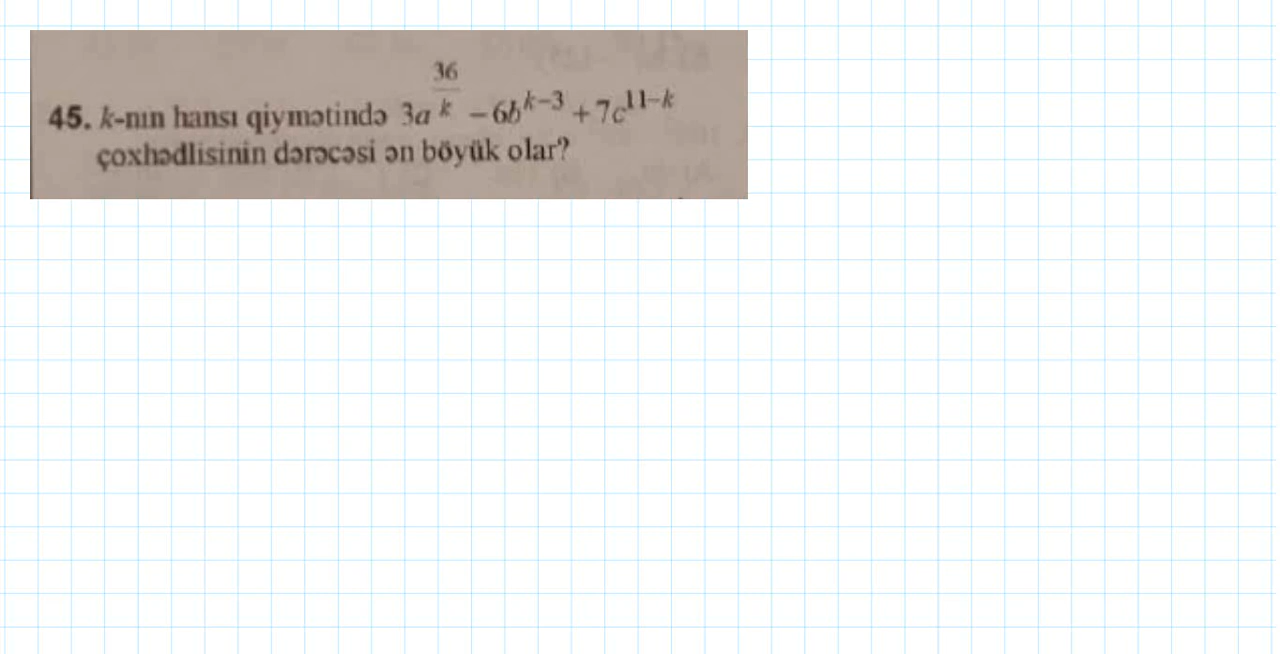 45. k-nın hansı qiymətində 3a^{36/k} – 6b^{k–3} + 7c^{11–k}
çoxhədlisinin dərəcəsi ən böyük olar?